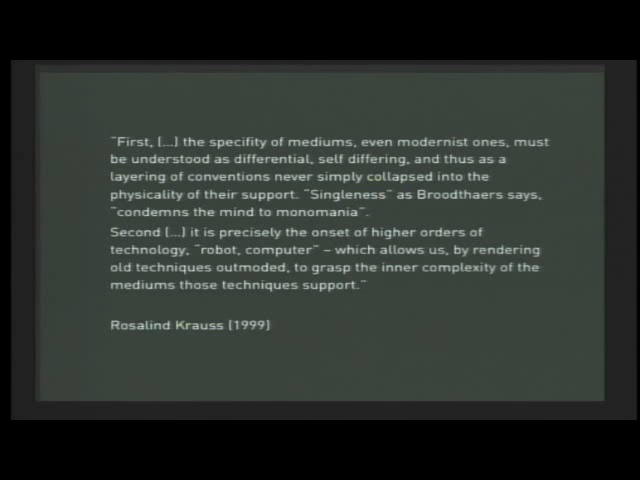 “First, [...] the specifity of mediums, even modernist ones, must
be understood as differential, self differing, and thus as a
layering of conventions never simply collapsed into the
physicality of their support. “Singleness” as Broodthaers says,
“condemns the mind to monomania”.
Second [...] it is precisely the onset of higher orders of
technology, “robot, computer” – which allows us, by rendering
old techniques outmoded, to grasp the inner complexity of the
mediums those techniques support.”
Rosalind Krauss [1999]